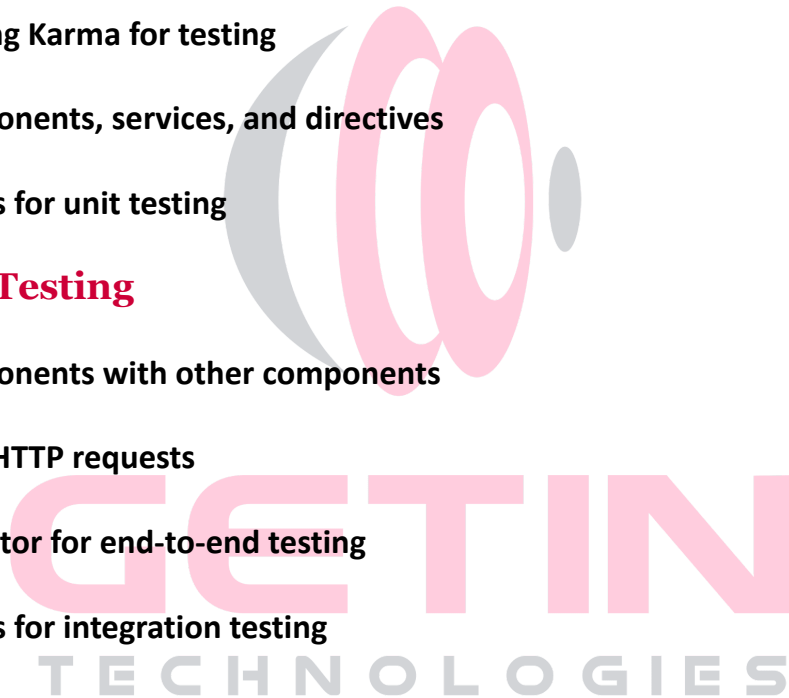 g Karma for testing
onents, services, and directives
s for unit testing
Testing
onents with other components
HTTP requests
tor for end-to-end testing
s for integration testing
GETIN
TECHNOLOGIES